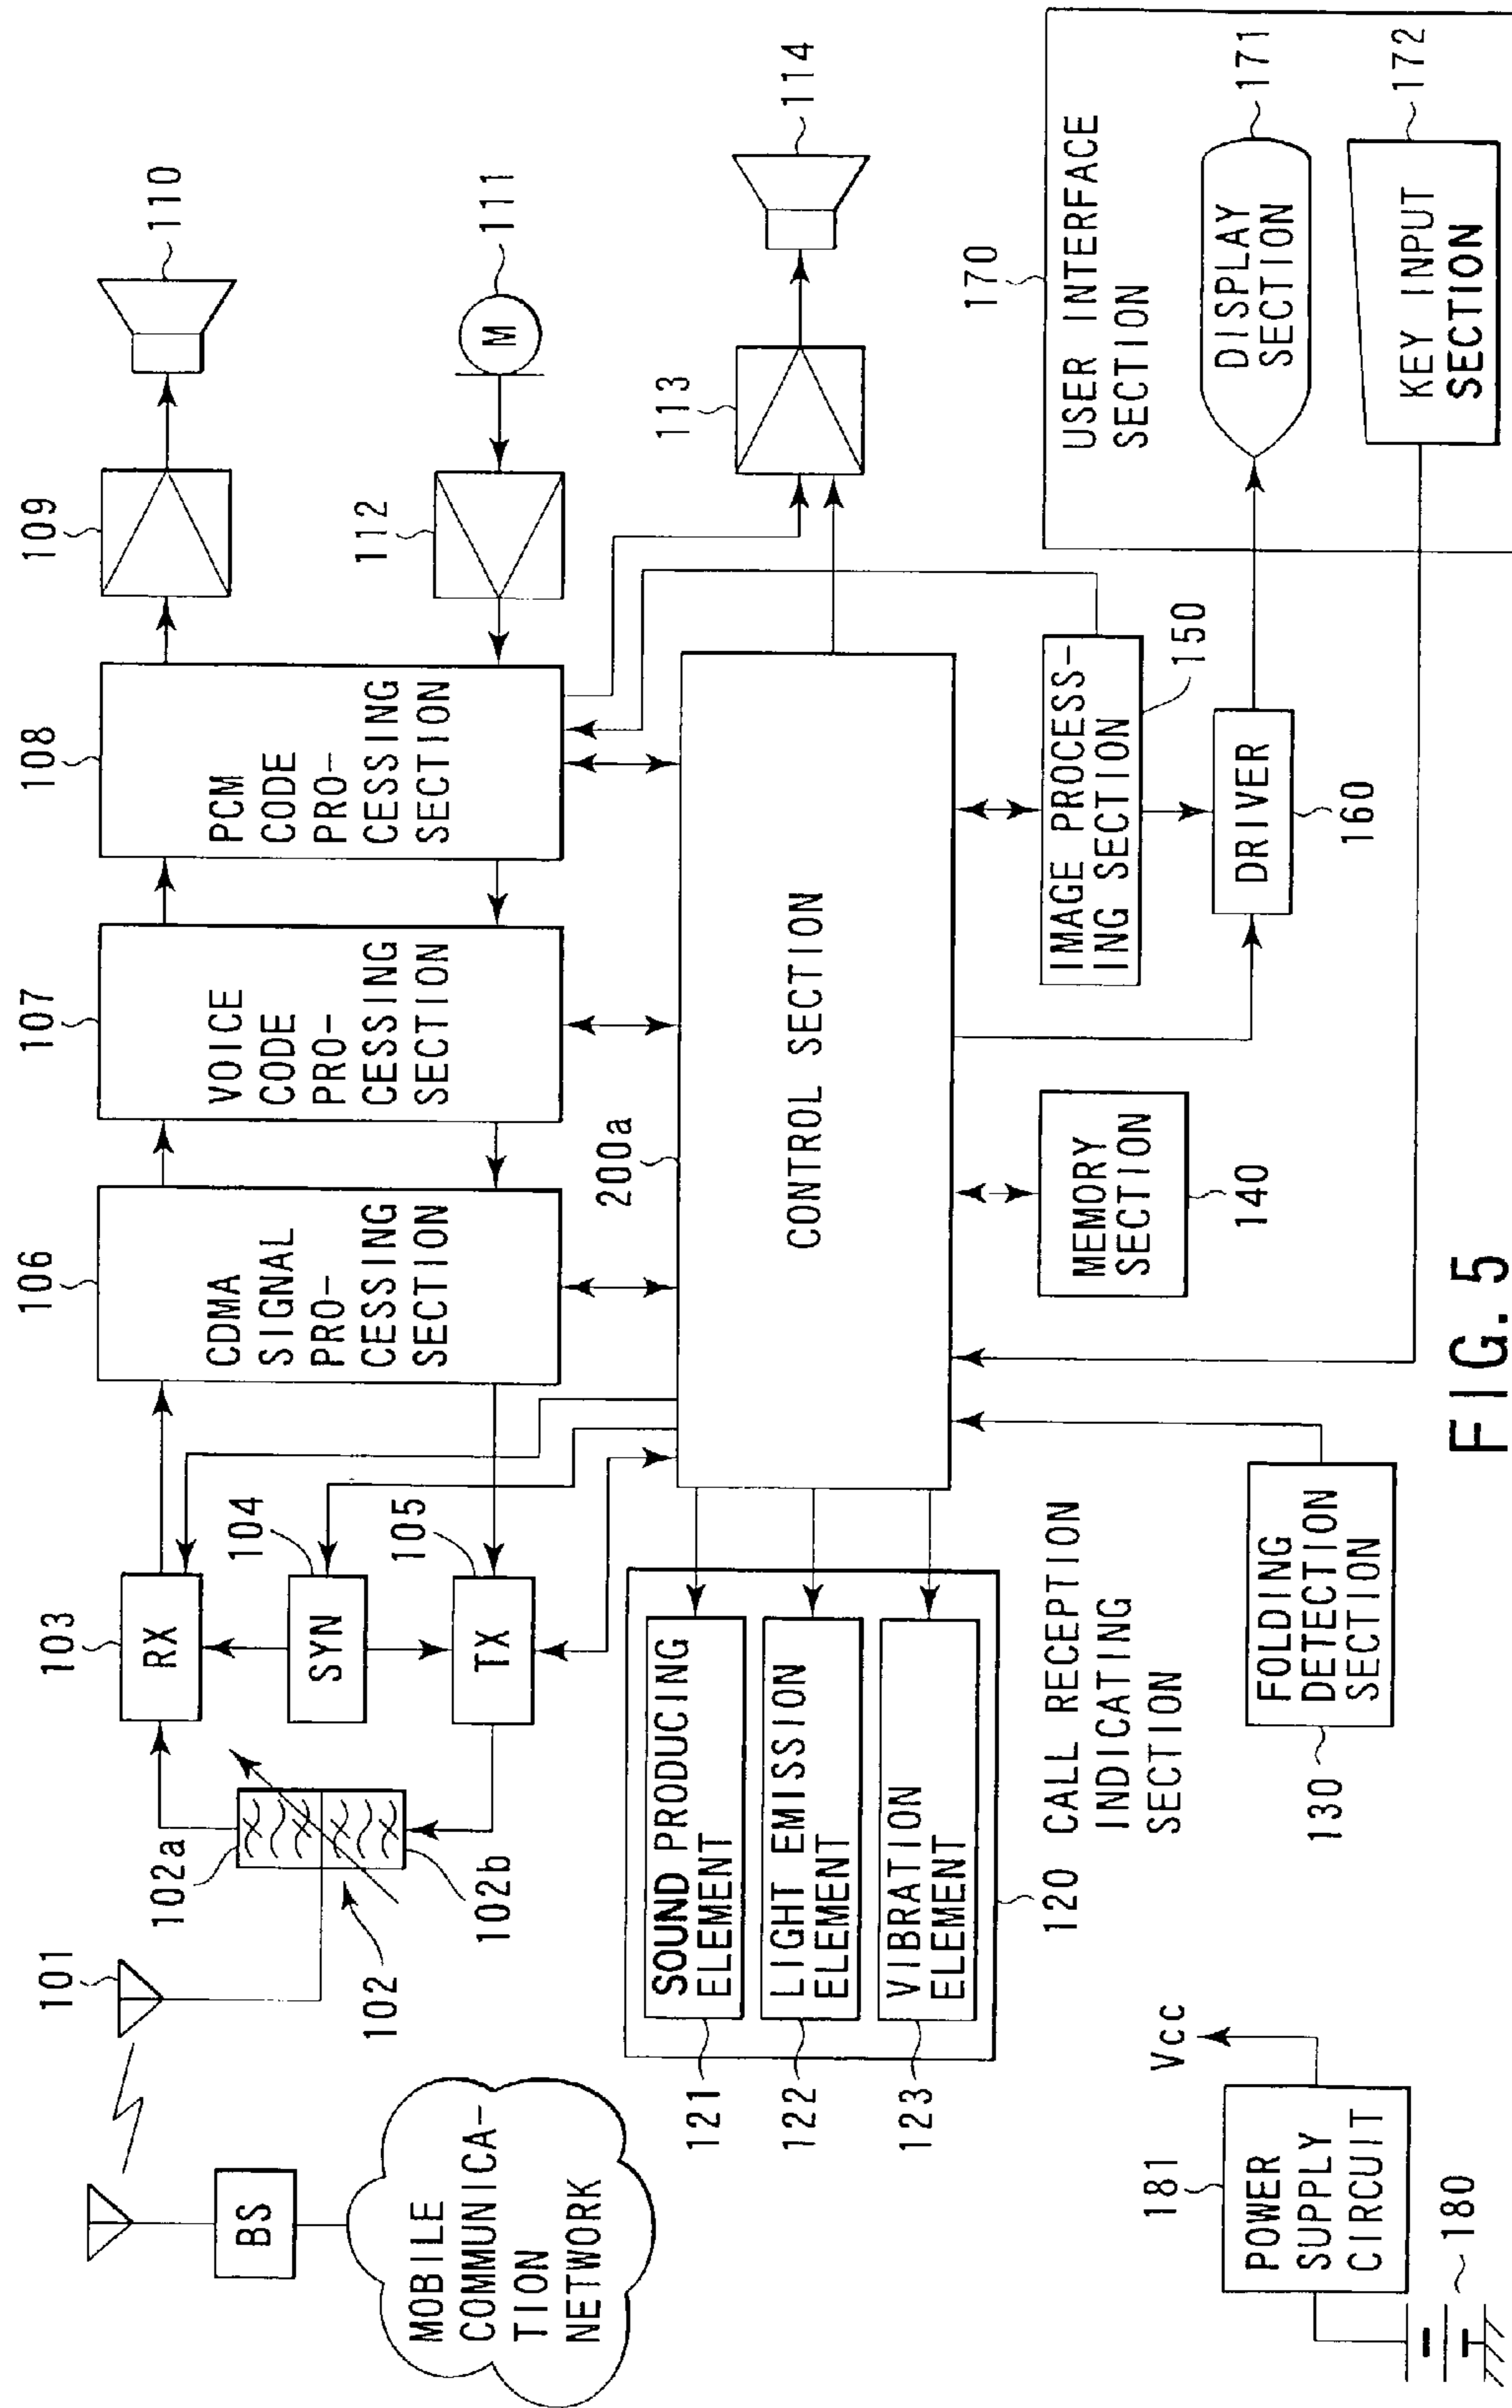 101
102a
102
102b
103
RX
104
SYN
105
TX
106
CDMA
SIGNAL
PRO-
CESSING
SECTION
107
VOICE
CODE
PRO-
CESSING
SECTION
108
PCM
CODE
PRO-
CESSING
SECTION
109
110
111
M
112
113
114
BS
MOBILE
COMMUNICA-
TION
NETWORK
200a
CONTROL SECTION
121
SOUND PRODUCING
ELEMENT
122
LIGHT EMISSION
ELEMENT
123
VIBRATION
ELEMENT
120 CALL RECEPTION
INDICATING
SECTION
130
FOLDING
DETECTION
SECTION
MEMORY
SECTION
140
IMAGE PROCESS-
ING SECTION
150
DRIVER
160
170
USER INTERFACE
SECTION
DISPLAY
SECTION
171
KEY INPUT
SECTION
172
181
POWER
SUPPLY
CIRCUIT
Vcc
180
FIG. 5